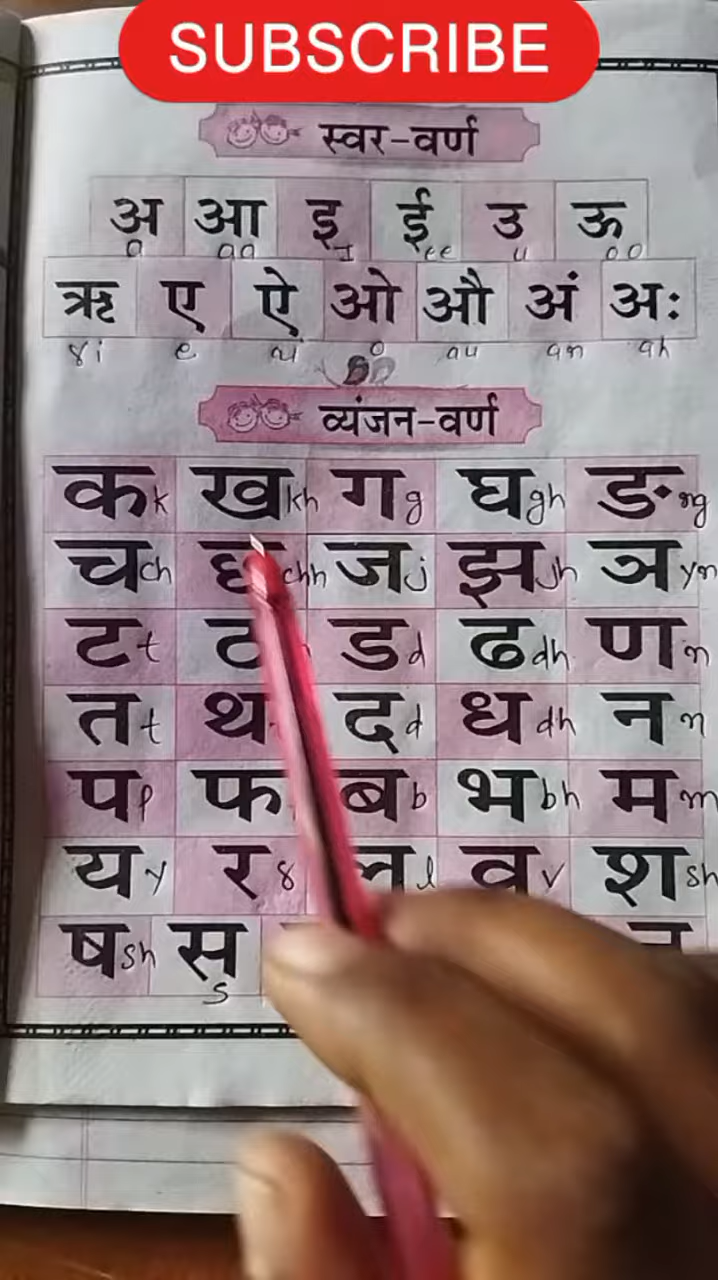 SUBSCRIBE
स्वर-वर्ण
अ आ इ ई उ ऊ
a aa I ee u oo
ऋ ए ऐ ओ औ अं अः
ri e ai o au an ah
व्यंजन-वर्ण
क k ख kh ग g घ gh ङ ng
च ch छ chh ज j झ jh ञ yn
ट t ठ ड d ढ dh ण n
त t थ द d ध dh न n
प p फ ब b भ bh म m
य y र r ल l व v श sh
ष sh स
s